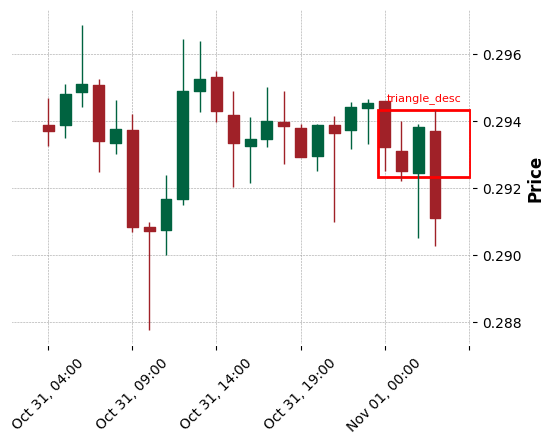 triangle_desc
0.296
0.294
0.292
0.290
0.288
Price
Oct 31, 04:00
Oct 31, 09:00
Oct 31, 14:00
Oct 31, 19:00
Nov 01, 00:00